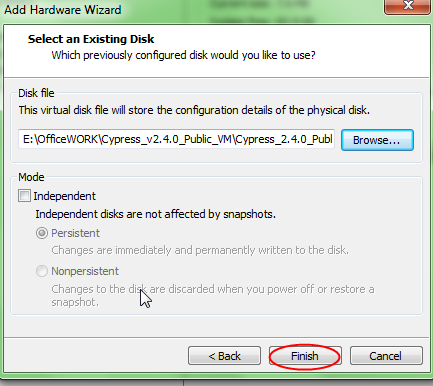 Add Hardware Wizard
Select an Existing Disk
Which previously configured disk would you like to use?
Disk file
This virtual disk file will store the configuration details of the physical disk.
E:\OfficeWORK\Cypress_v2.4.0_Public_VM\Cypress_2.4.0_Publ
Browse...
Mode
Independent
Independent disks are not affected by snapshots.
Persistent
Changes are immediately and permanently written to the disk.
Nonpersistent
Changes to the disk are discarded when you power off or restore a
snapshot.
< Back Finish Cancel